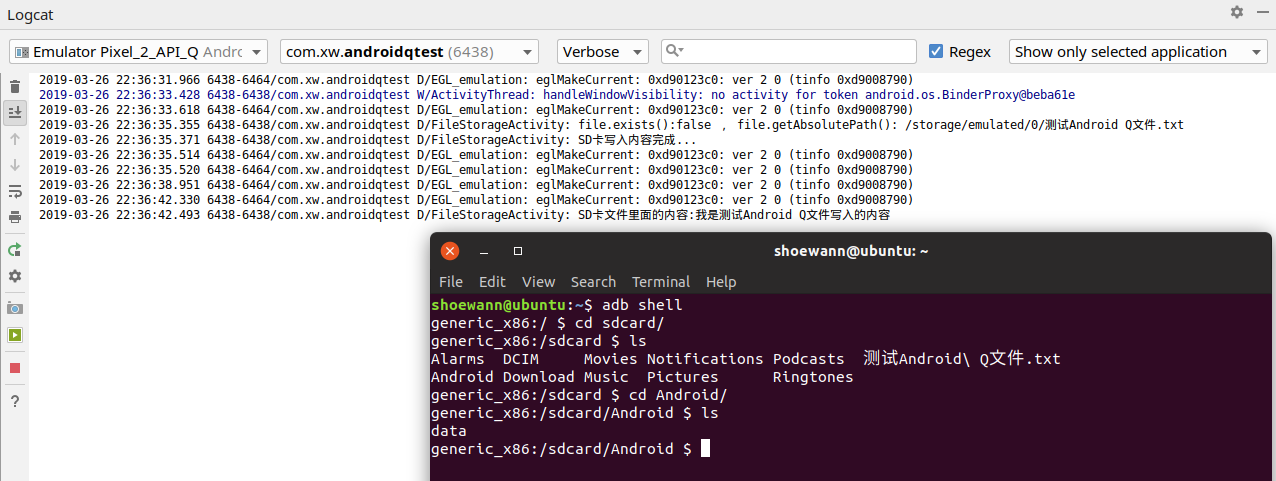 Logcat
Emulator Pixel_2_API_Q Andro
com.xw.androidqtest (6438)
Verbose
Regex
Show only selected application
2019-03-26 22:36:31.966 6438-6464/com.xw.androidqtest D/EGL_emulation: eglMakeCurrent: 0xd90123c0: ver 2 0 (tinfo 0xd9008790)
2019-03-26 22:36:33.428 6438-6438/com.xw.androidqtest W/ActivityThread: handleWindowVisibility: no activity for token android.os.BinderProxy@beba61e
2019-03-26 22:36:33.618 6438-6464/com.xw.androidqtest D/EGL_emulation: eglMakeCurrent: 0xd90123c0: ver 2 0 (tinfo 0xd9008790)
2019-03-26 22:36:35.355 6438-6438/com.xw.androidqtest D/FileStorageActivity: file.exists():false , file.getAbsolutePath(): /storage/emulated/0/测试Android Q文件.txt
2019-03-26 22:36:35.371 6438-6438/com.xw.androidqtest D/FileStorageActivity: SD卡写入内容完成...
2019-03-26 22:36:35.514 6438-6464/com.xw.androidqtest D/EGL_emulation: eglMakeCurrent: 0xd90123c0: ver 2 0 (tinfo 0xd9008790)
2019-03-26 22:36:35.520 6438-6464/com.xw.androidqtest D/EGL_emulation: eglMakeCurrent: 0xd90123c0: ver 2 0 (tinfo 0xd9008790)
2019-03-26 22:36:38.951 6438-6464/com.xw.androidqtest D/EGL_emulation: eglMakeCurrent: 0xd90123c0: ver 2 0 (tinfo 0xd9008790)
2019-03-26 22:36:42.330 6438-6464/com.xw.androidqtest D/EGL_emulation: eglMakeCurrent: 0xd90123c0: ver 2 0 (tinfo 0xd9008790)
2019-03-26 22:36:42.493 6438-6438/com.xw.androidqtest D/FileStorageActivity: SD卡文件里面的内容:我是测试Android Q文件写入的内容
shoewann@ubuntu: ~
File Edit View Search Terminal Help
shoewann@ubuntu:~$ adb shell
generic_x86:/ $ cd sdcard/
generic_x86:/sdcard $ ls
Alarms DCIM Movies Notifications Podcasts 测试Android\ Q文件.txt
Android Download Music Pictures Ringtones
generic_x86:/sdcard $ cd Android/
generic_x86:/sdcard/Android $ ls
data
generic_x86:/sdcard/Android $